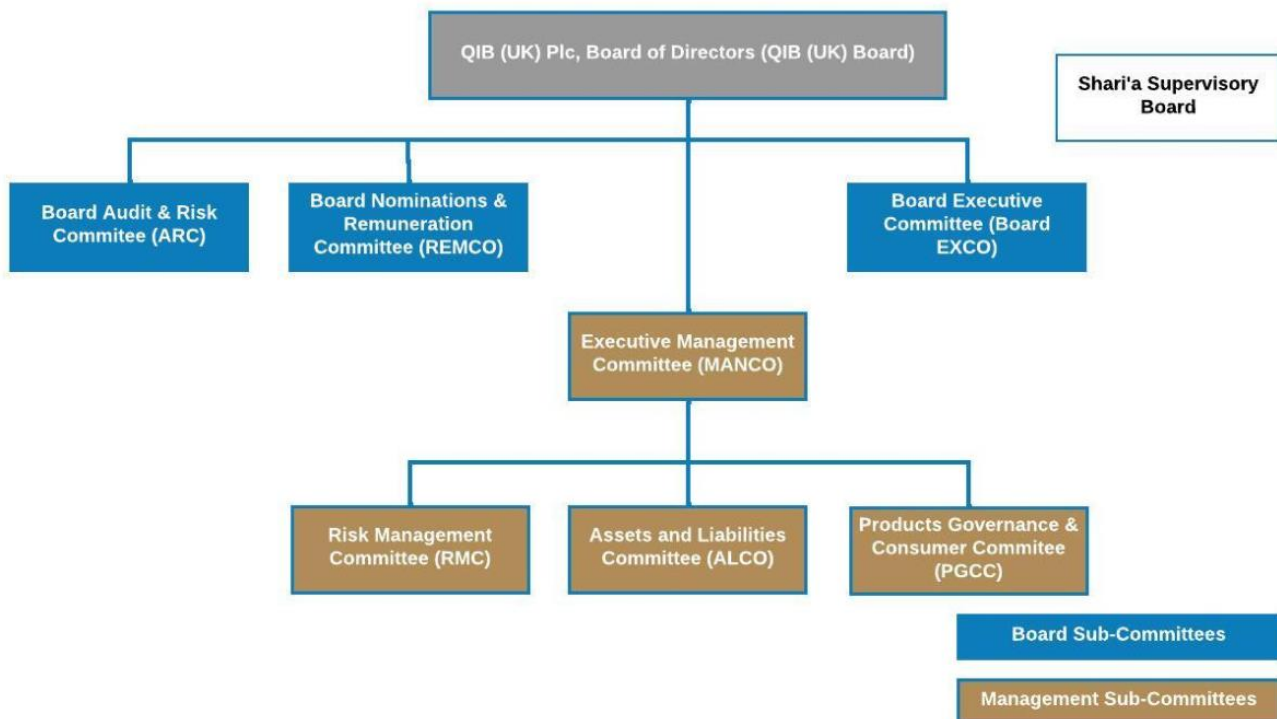 QIB (UK) Plc, Board of Directors (QIB (UK) Board)
Shari'a Supervisory
Board
Board Audit & Risk
Commitee (ARC)
Board Nominations &
Remuneration
Committee (REMCO)
Board Executive
Committee (Board
EXCO)
Executive Management
Committee (MANCO)
Risk Management
Committee (RMC)
Assets and Liabilities
Committee (ALCO)
Products Governance &
Consumer Commitee
(PGCC)
Board Sub-Committees
Management Sub-Committees